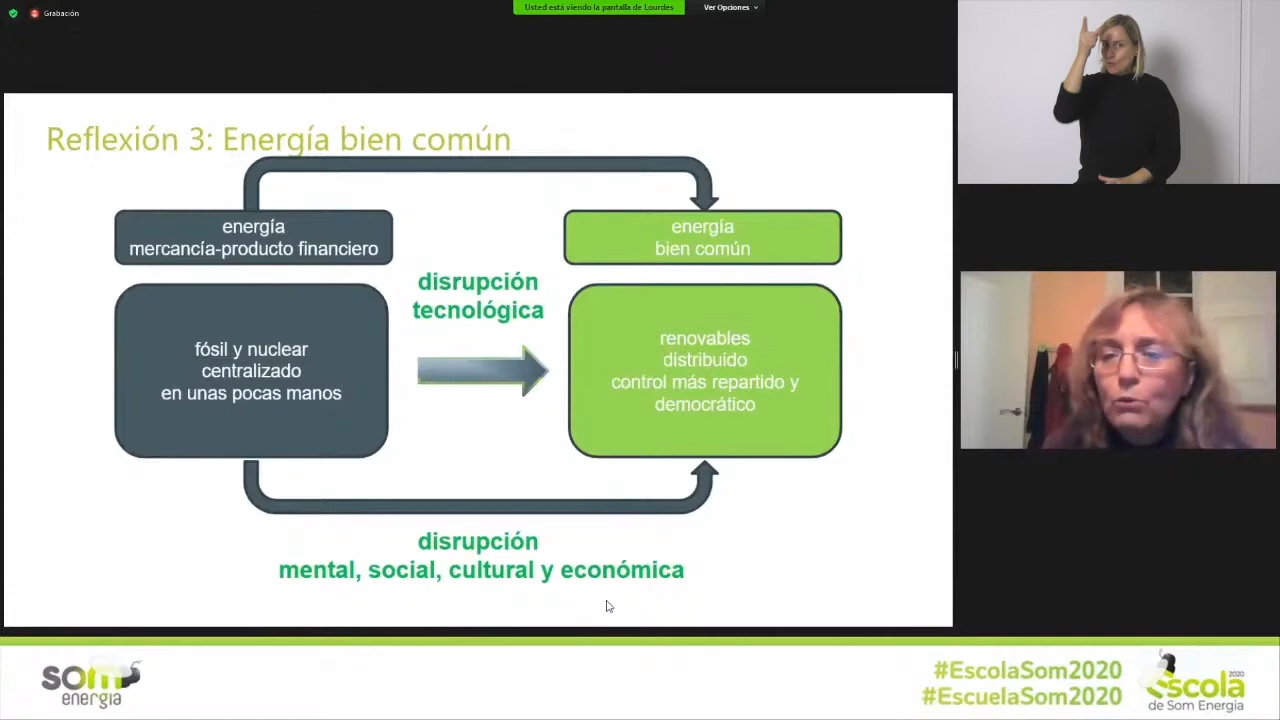 Grabación
Usted está viendo la pantalla de Lourdes
Ver Opciones
Reflexión 3: Energía bien común
energía
mercancía-producto financiero
energía
bien común
disrupción
tecnológica
fósil y nuclear
centralizado
en unas pocas manos
renovables
distribuido
control más repartido y
democrático
disrupción
mental, social, cultural y económica
som
energia
#EscolaSom2020
#EscuelaSom2020
2020
escola
de Som Energia